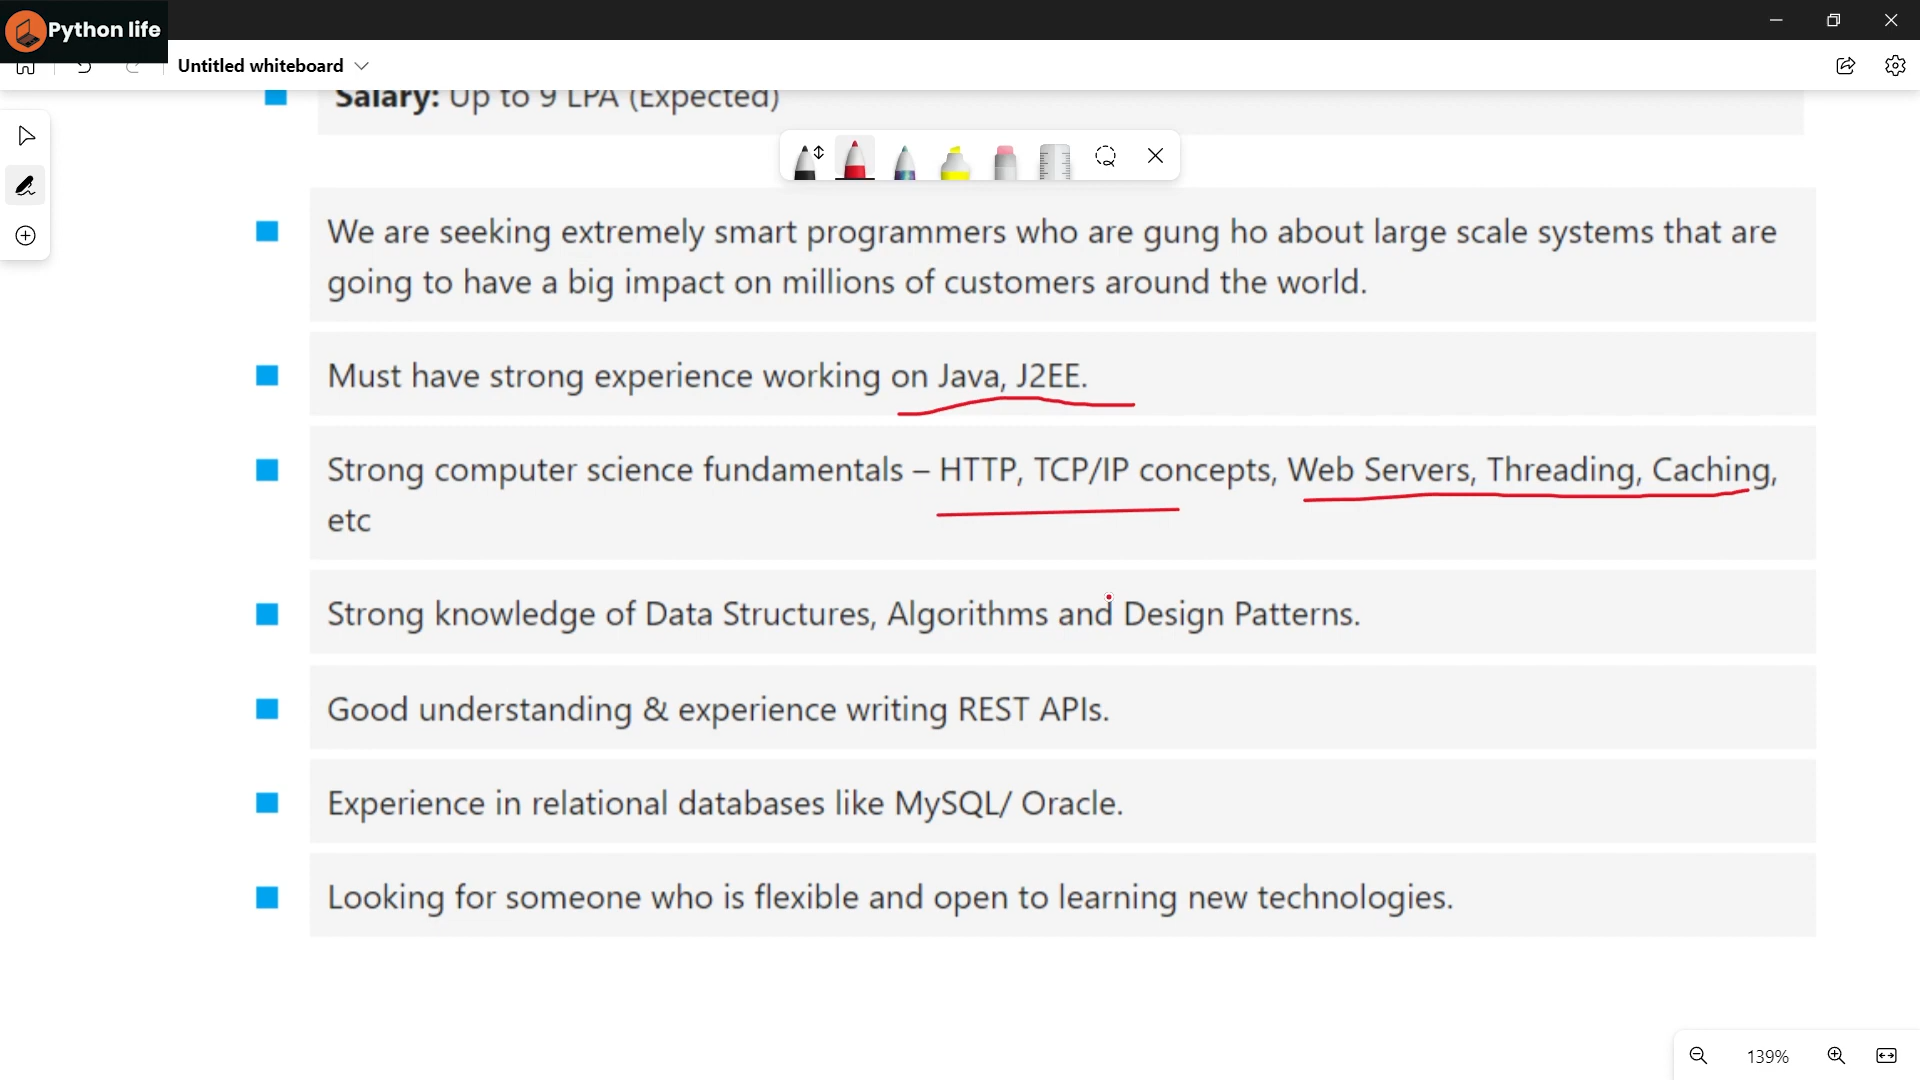 Python life
Untitled whiteboard
Salary: Up to 9 LPA (Expected)
We are seeking extremely smart programmers who are gung ho about large scale systems that are
going to have a big impact on millions of customers around the world.
Must have strong experience working on Java, J2EE.
Strong computer science fundamentals – HTTP, TCP/IP concepts, Web Servers, Threading, Caching,
etc
Strong knowledge of Data Structures, Algorithms and Design Patterns.
Good understanding & experience writing REST APIs.
Experience in relational databases like MySQL/ Oracle.
Looking for someone who is flexible and open to learning new technologies.
139%